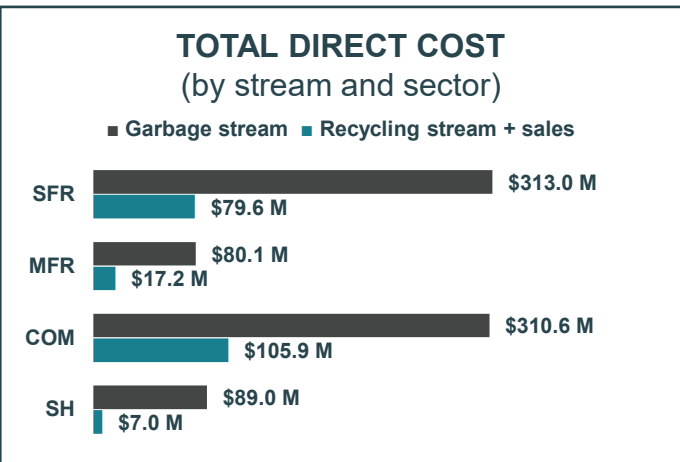 TOTAL DIRECT COST
(by stream and sector)
Garbage stream Recycling stream + sales
SFR
$313.0 M
$79.6 M
MFR
$80.1 M
$17.2 M
COM
$310.6 M
$105.9 M
SH
$89.0 M
$7.0 M